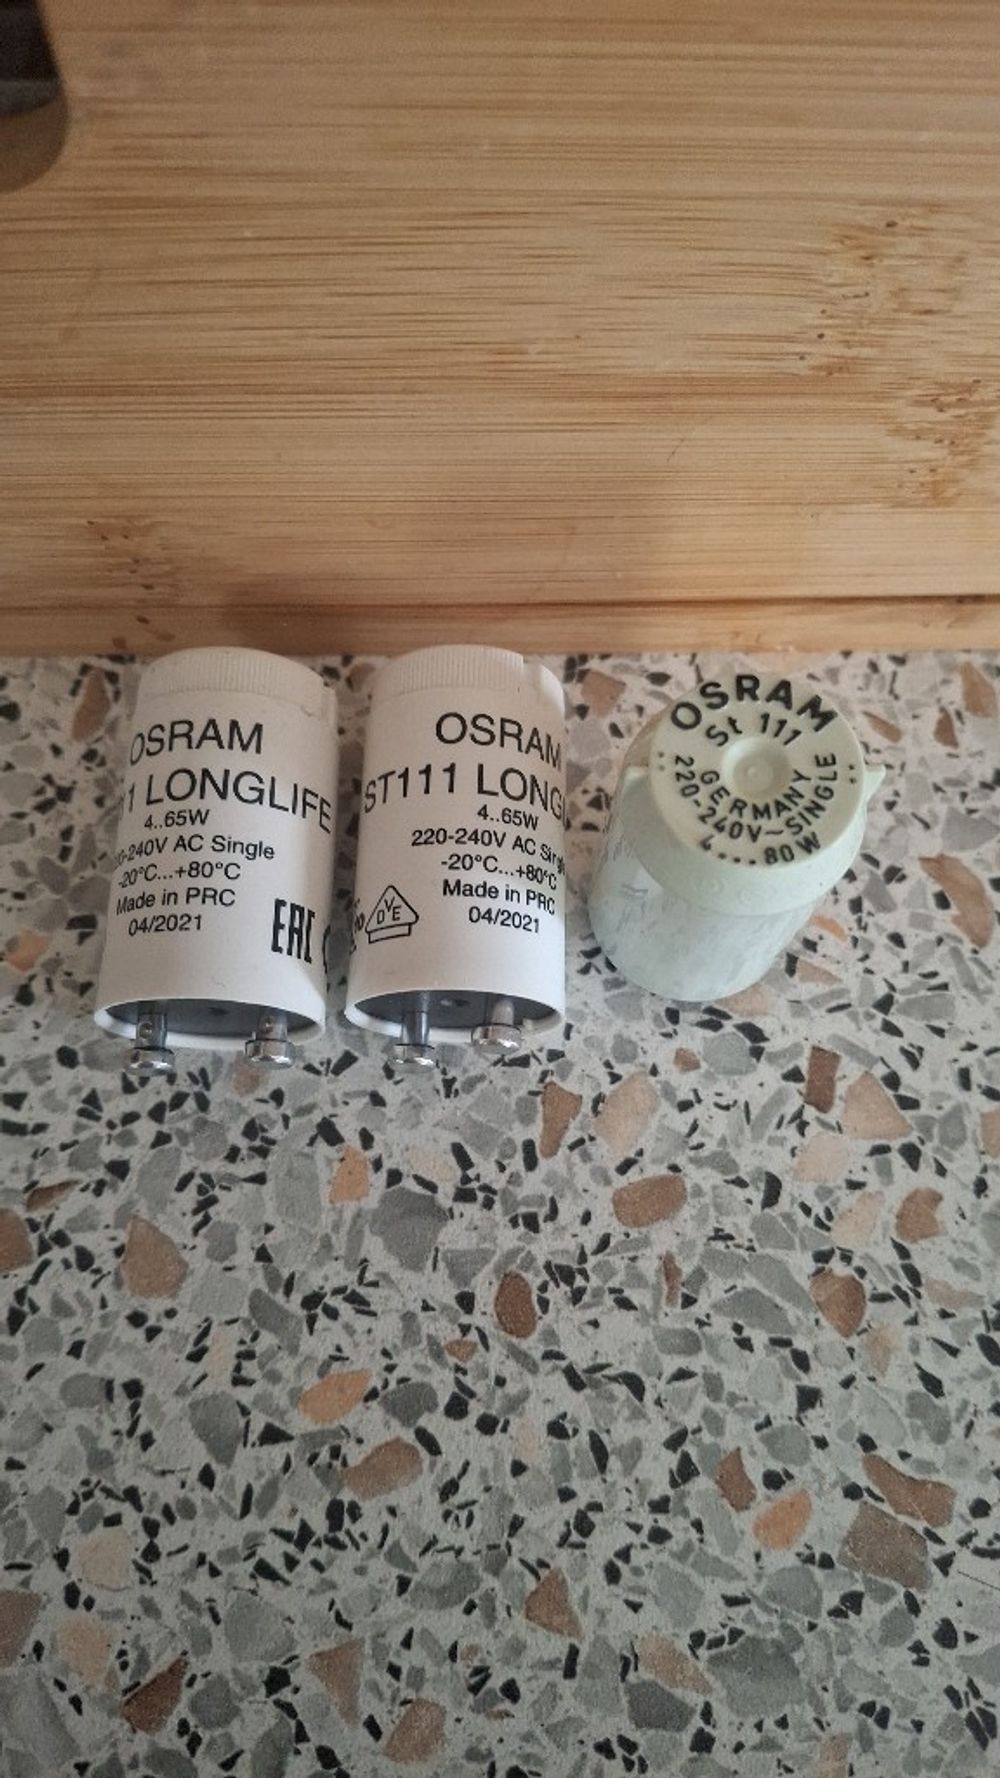 OSRAM
1 LONGLIFE
4..65W
0-240V AC Single
-20°C...+80°C
Made in PRC
04/2021
EAC
OSRAM
ST111 LONG
4..65W
220-240V AC Single
-20°C...+80°C
Made in PRC
04/2021
DVE
OSRAM
St 111
GERMANY
220-240V~SINGLE
4....80W